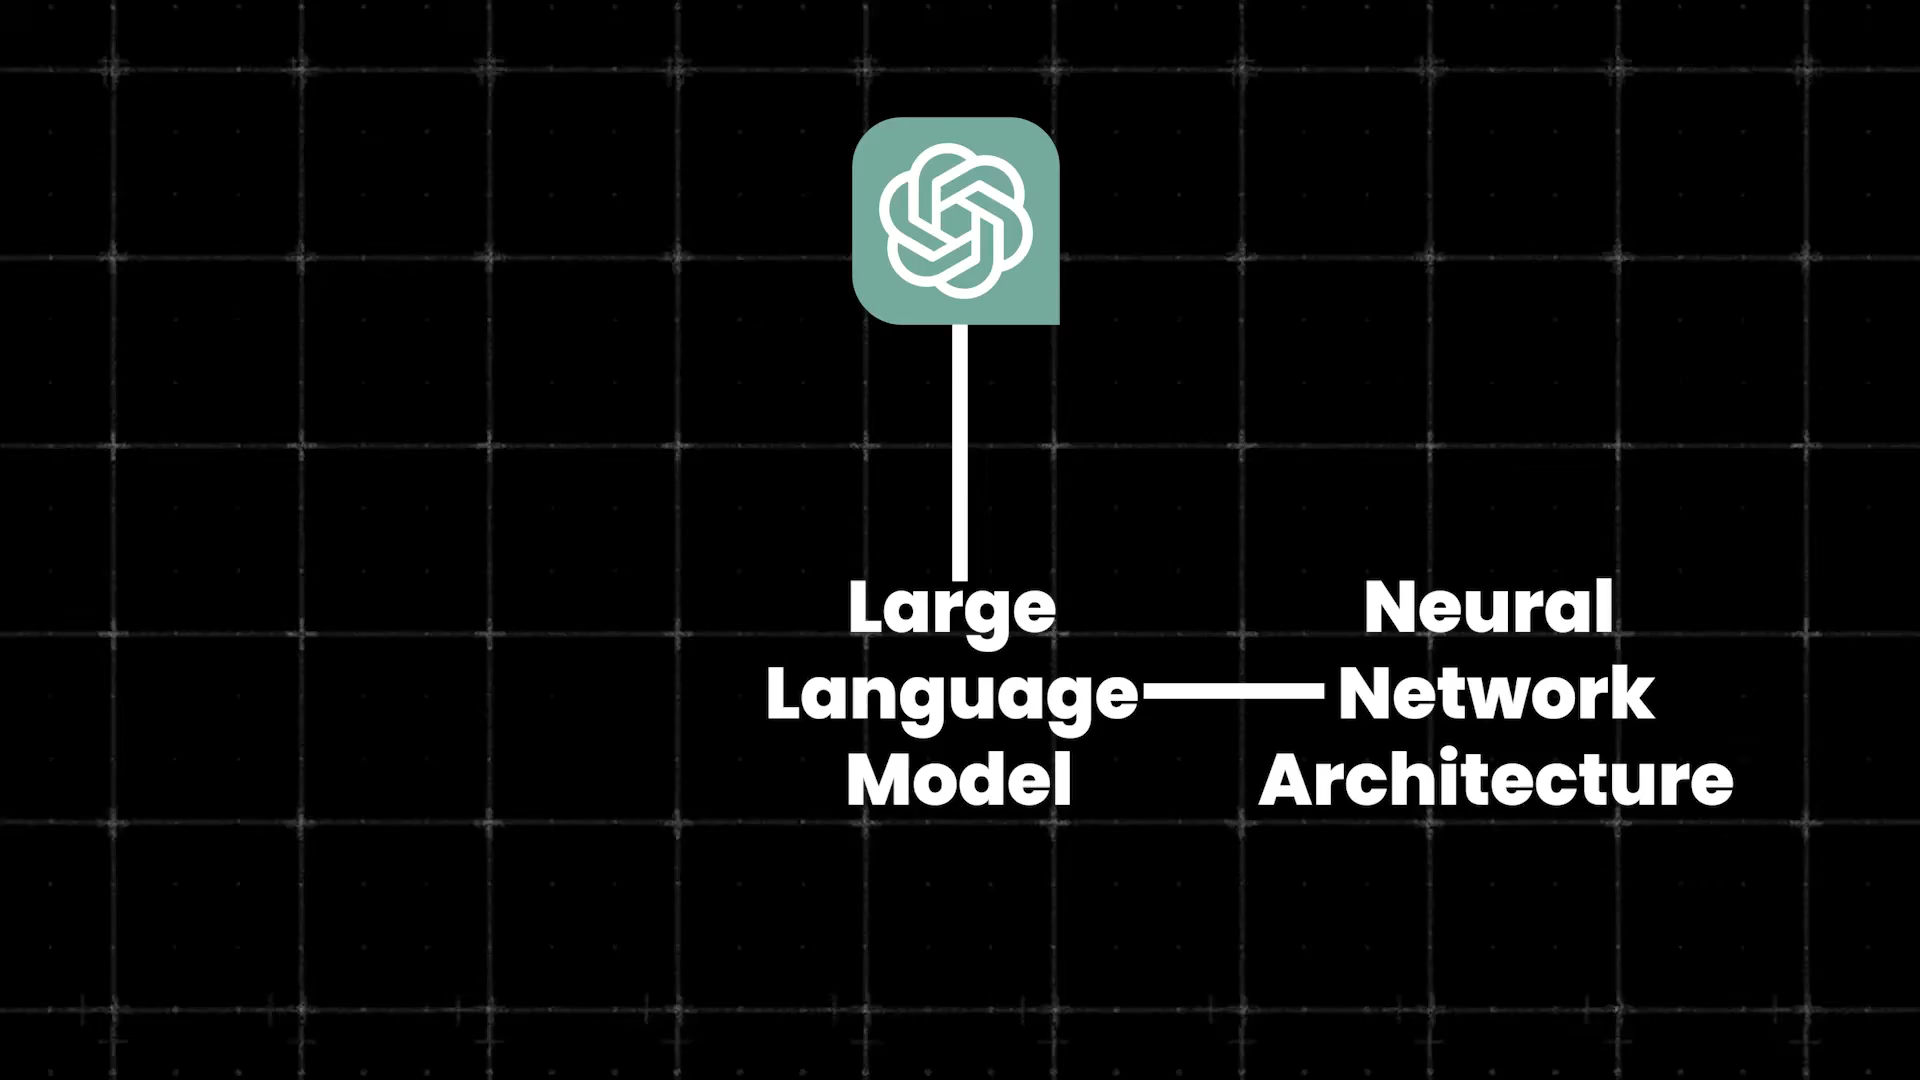 Large
Language
Model
Neural
Network
Architecture